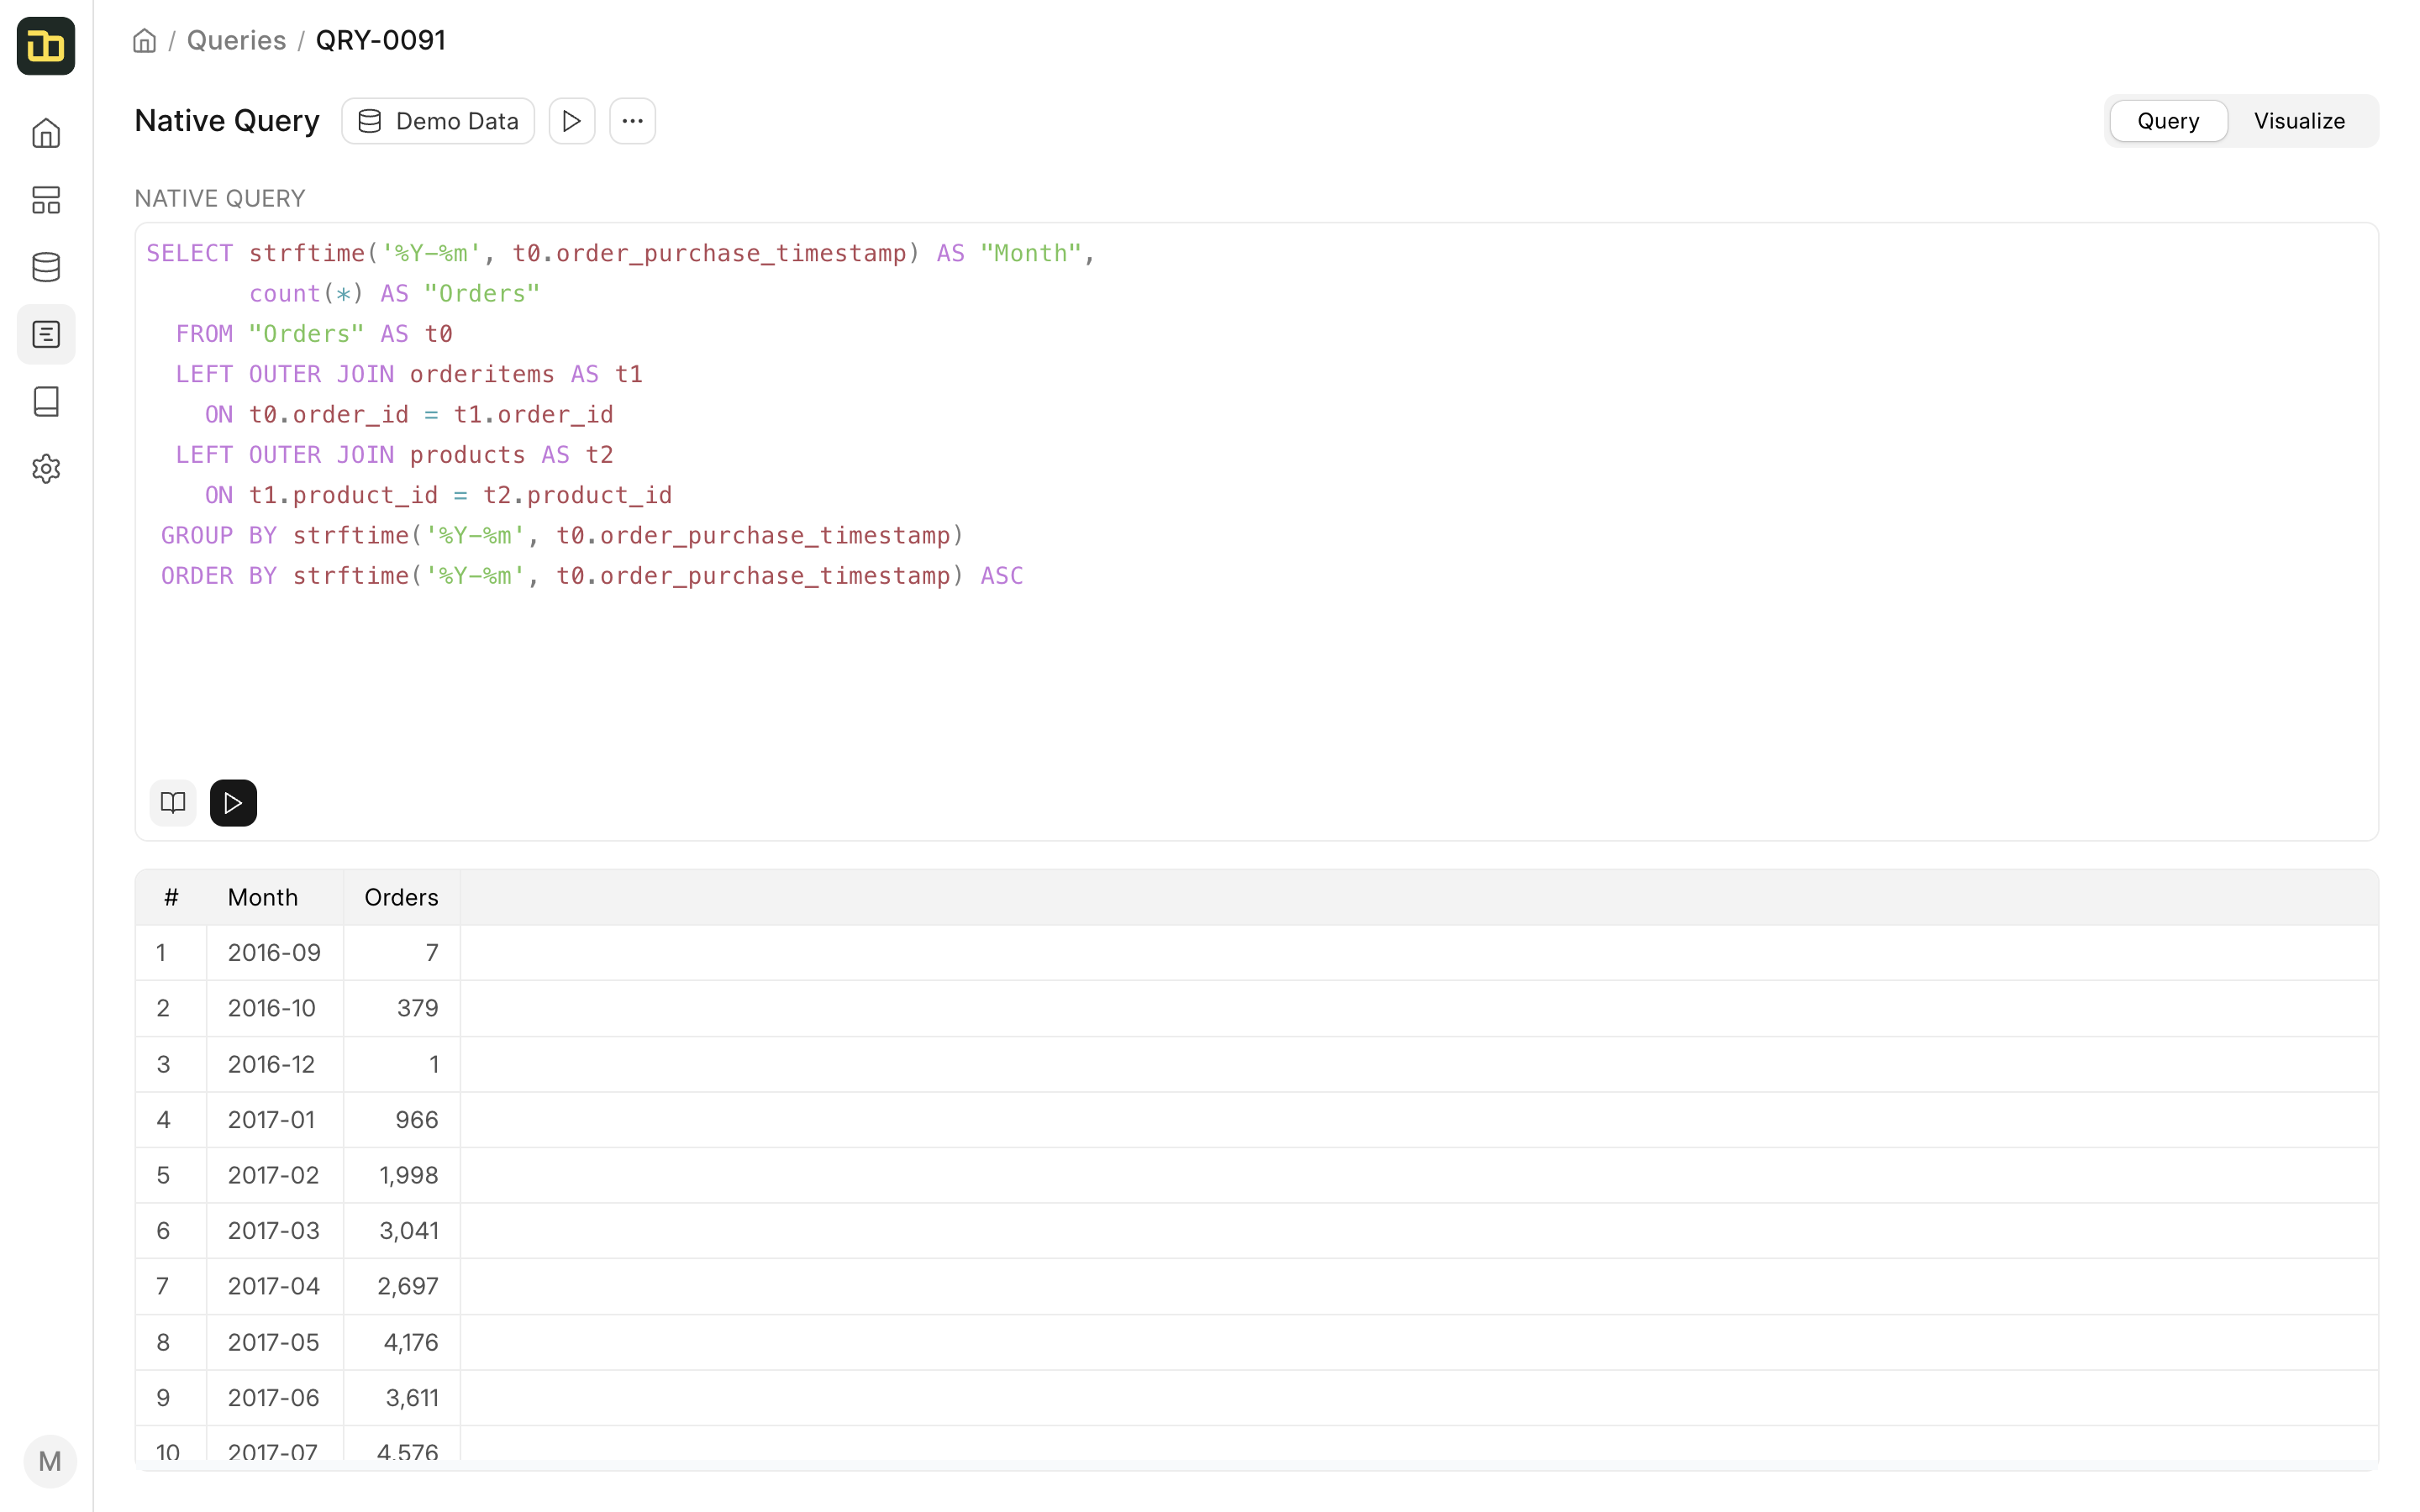 / Queries / QRY-0091
Native Query Demo Data Query Visualize
NATIVE QUERY
SELECT strftime('%Y-%m', t0.order_purchase_timestamp) AS "Month",
count(*) AS "Orders"
FROM "Orders" AS t0
LEFT OUTER JOIN orderitems AS t1
ON t0.order_id = t1.order_id
LEFT OUTER JOIN products AS t2
ON t1.product_id = t2.product_id
GROUP BY strftime('%Y-%m', t0.order_purchase_timestamp)
ORDER BY strftime('%Y-%m', t0.order_purchase_timestamp) ASC
# Month Orders
1 2016-09 7
2 2016-10 379
3 2016-12 1
4 2017-01 966
5 2017-02 1,998
6 2017-03 3,041
7 2017-04 2,697
8 2017-05 4,176
9 2017-06 3,611
10 2017-07 4,576
M